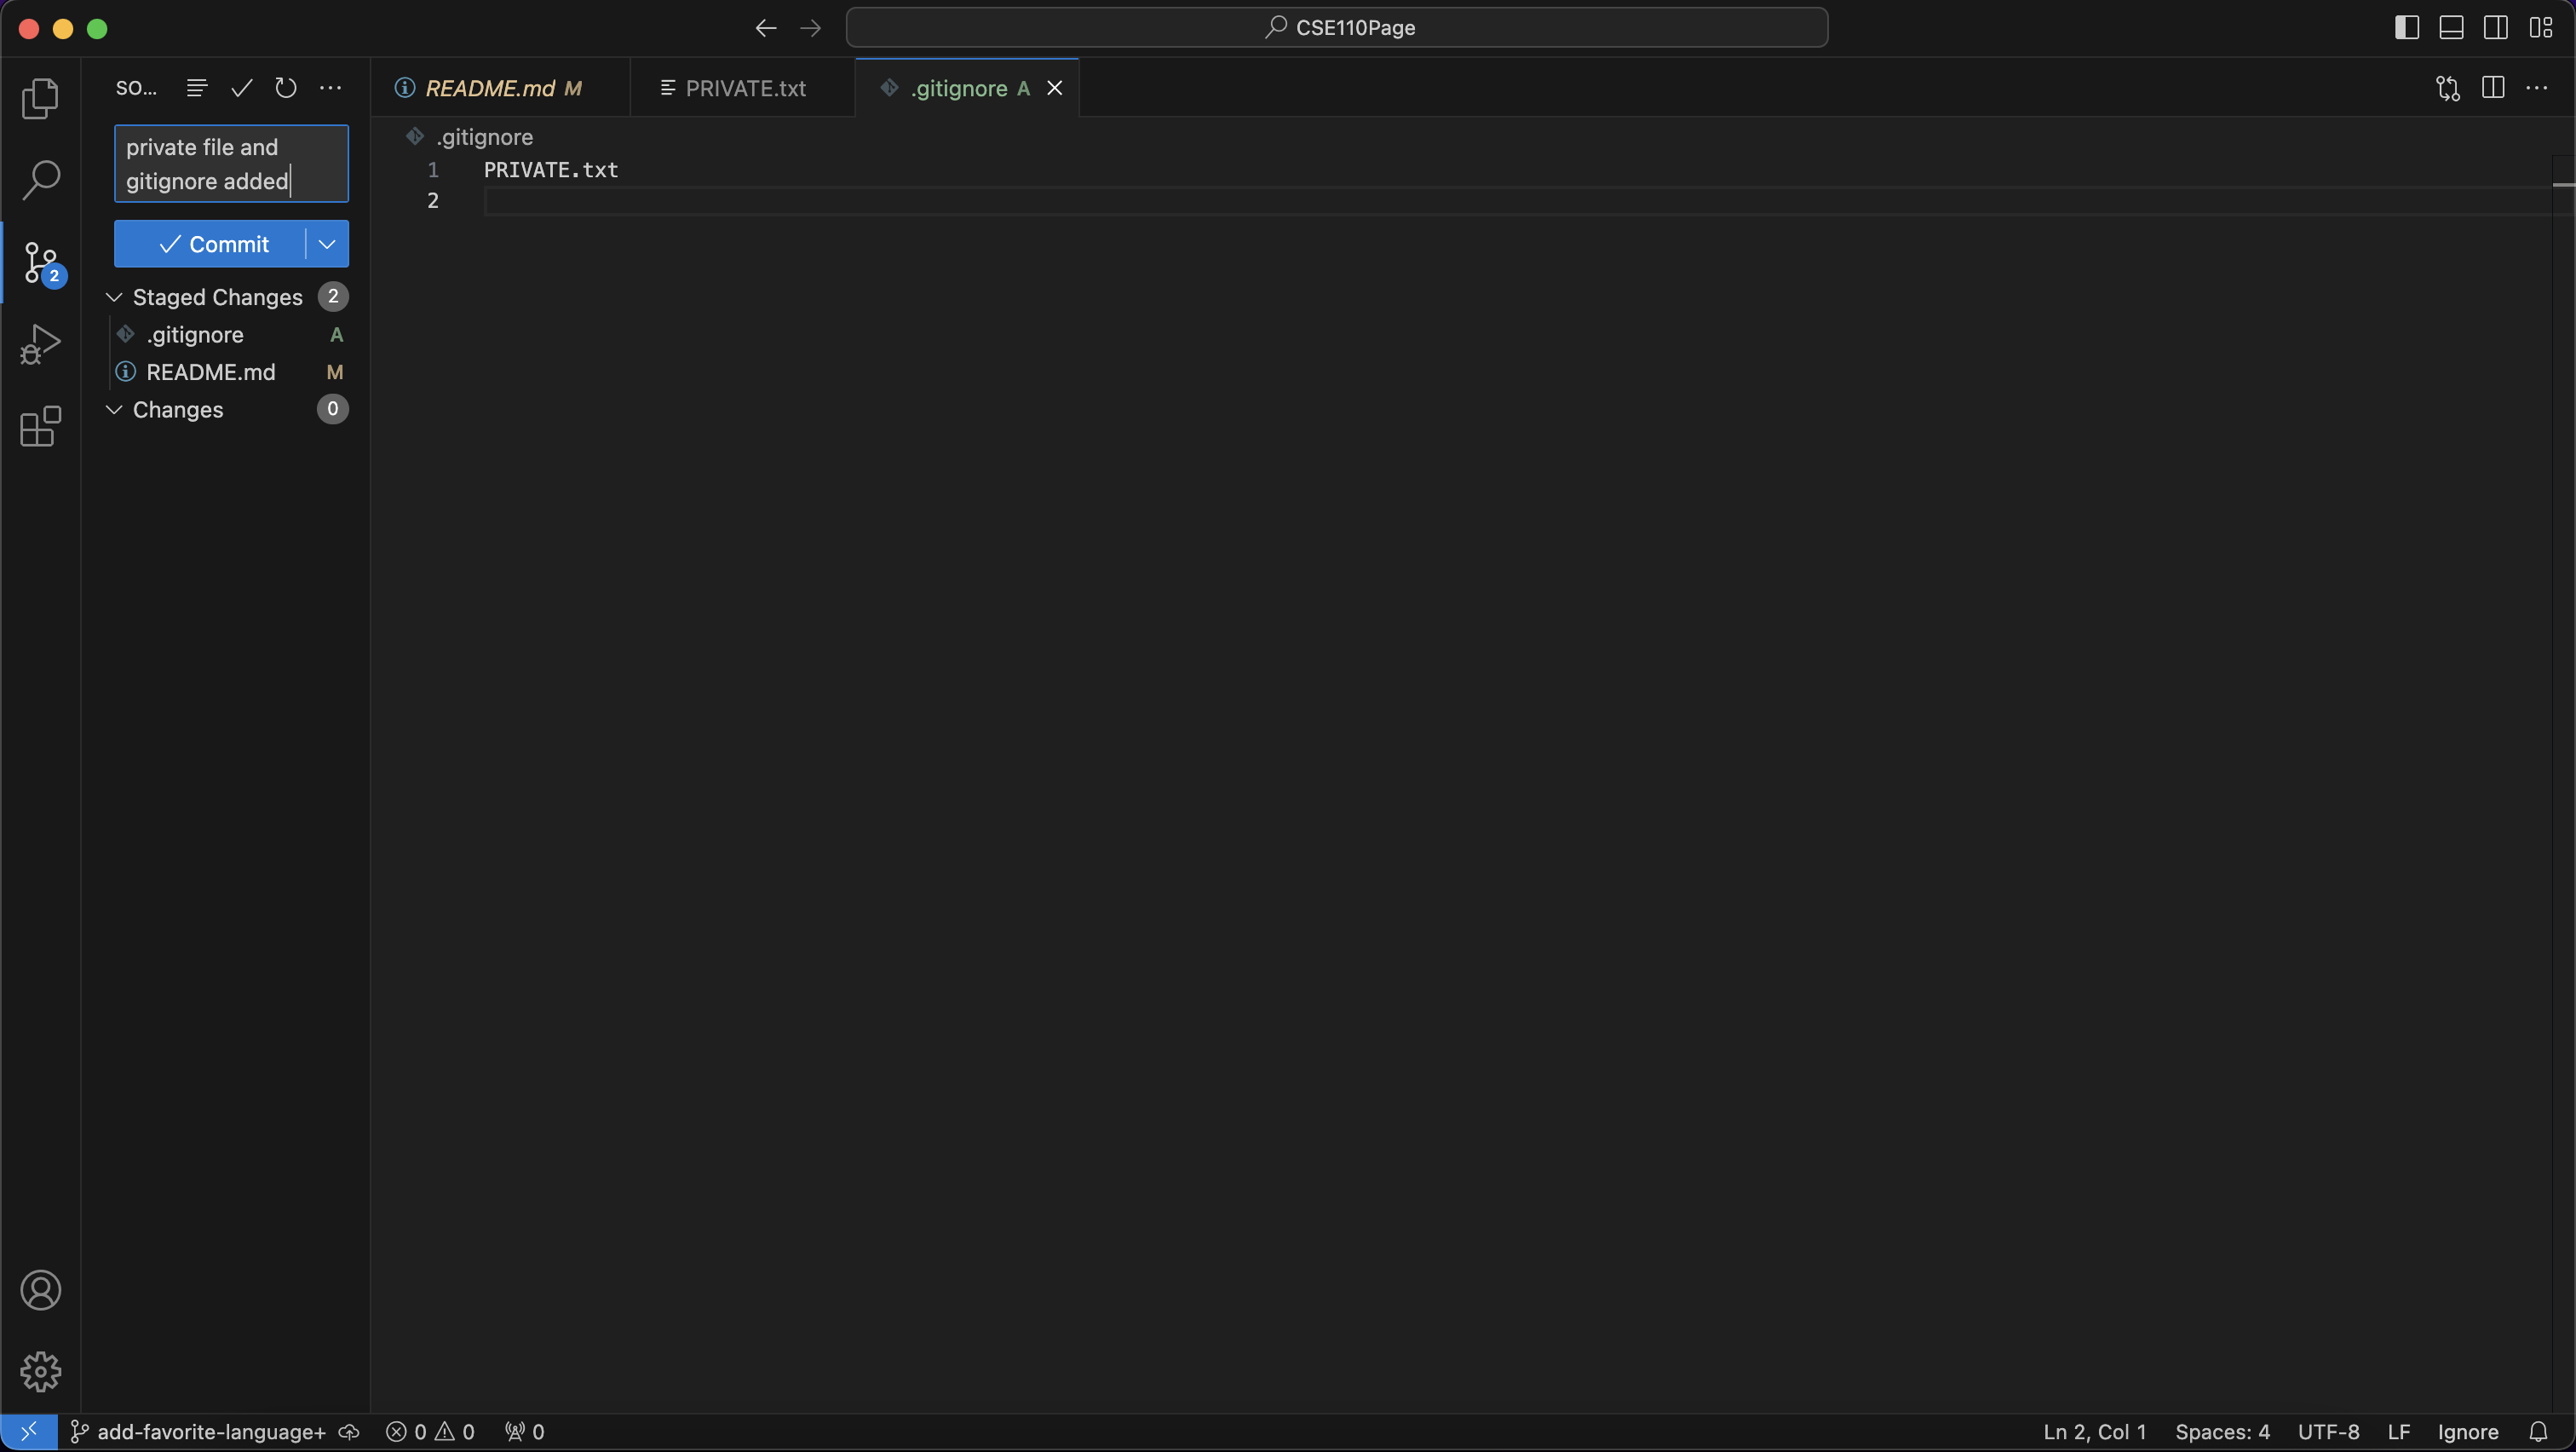 CSE110Page
SO...
README.md M
PRIVATE.txt
.gitignore A
private file and
gitignore added
.gitignore
1 PRIVATE.txt
2
Commit
2
Staged Changes 2
.gitignore A
README.md M
Changes 0
add-favorite-language+ 0 0 0 Ln 2, Col 1 Spaces: 4 UTF-8 LF Ignore